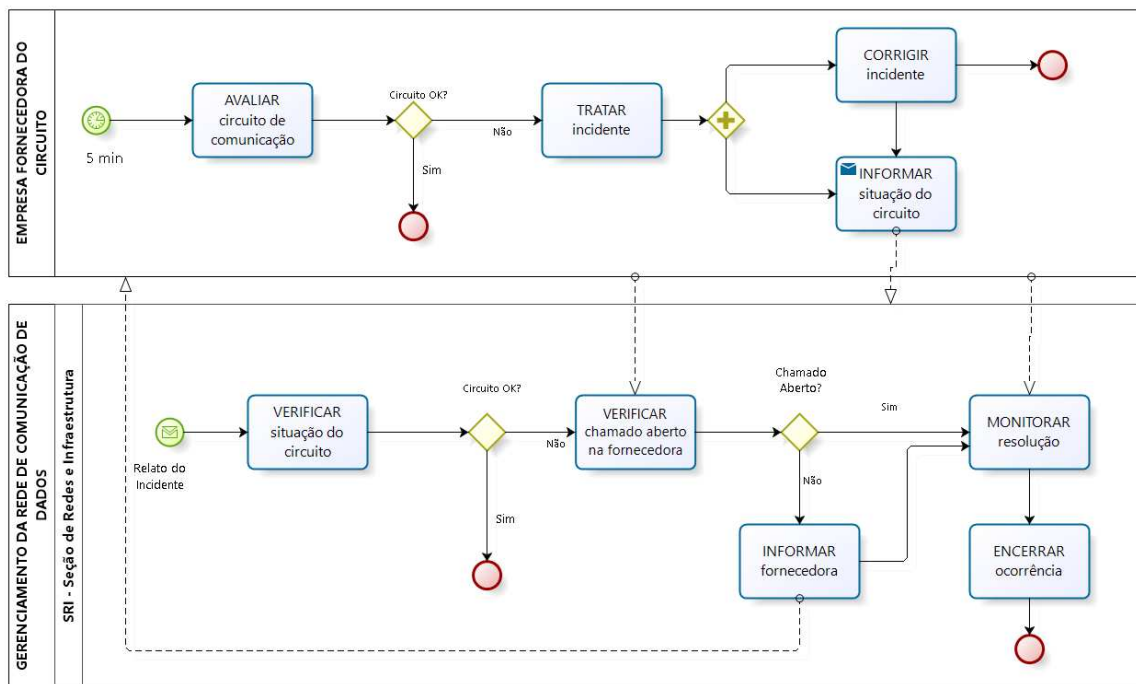 EMPRESA FORNECEDORA DO
CIRCUITO
5 min
AVALIAR
circuito de
comunicação
Circuito OK?
Não
Sim
TRATAR
incidente
CORRIGIR
incidente
INFORMAR
situação do
circuito
GERENCIAMENTO DA REDE DE COMUNICAÇÃO DE
DADOS
SRI - Seção de Redes e Infraestrutura
Relato do
Incidente
VERIFICAR
situação do
circuito
Circuito OK?
Não
Sim
VERIFICAR
chamado aberto
na fornecedora
Chamado
Aberto?
Sim
Não
INFORMAR
fornecedora
MONITORAR
resolução
ENCERRAR
ocorrência